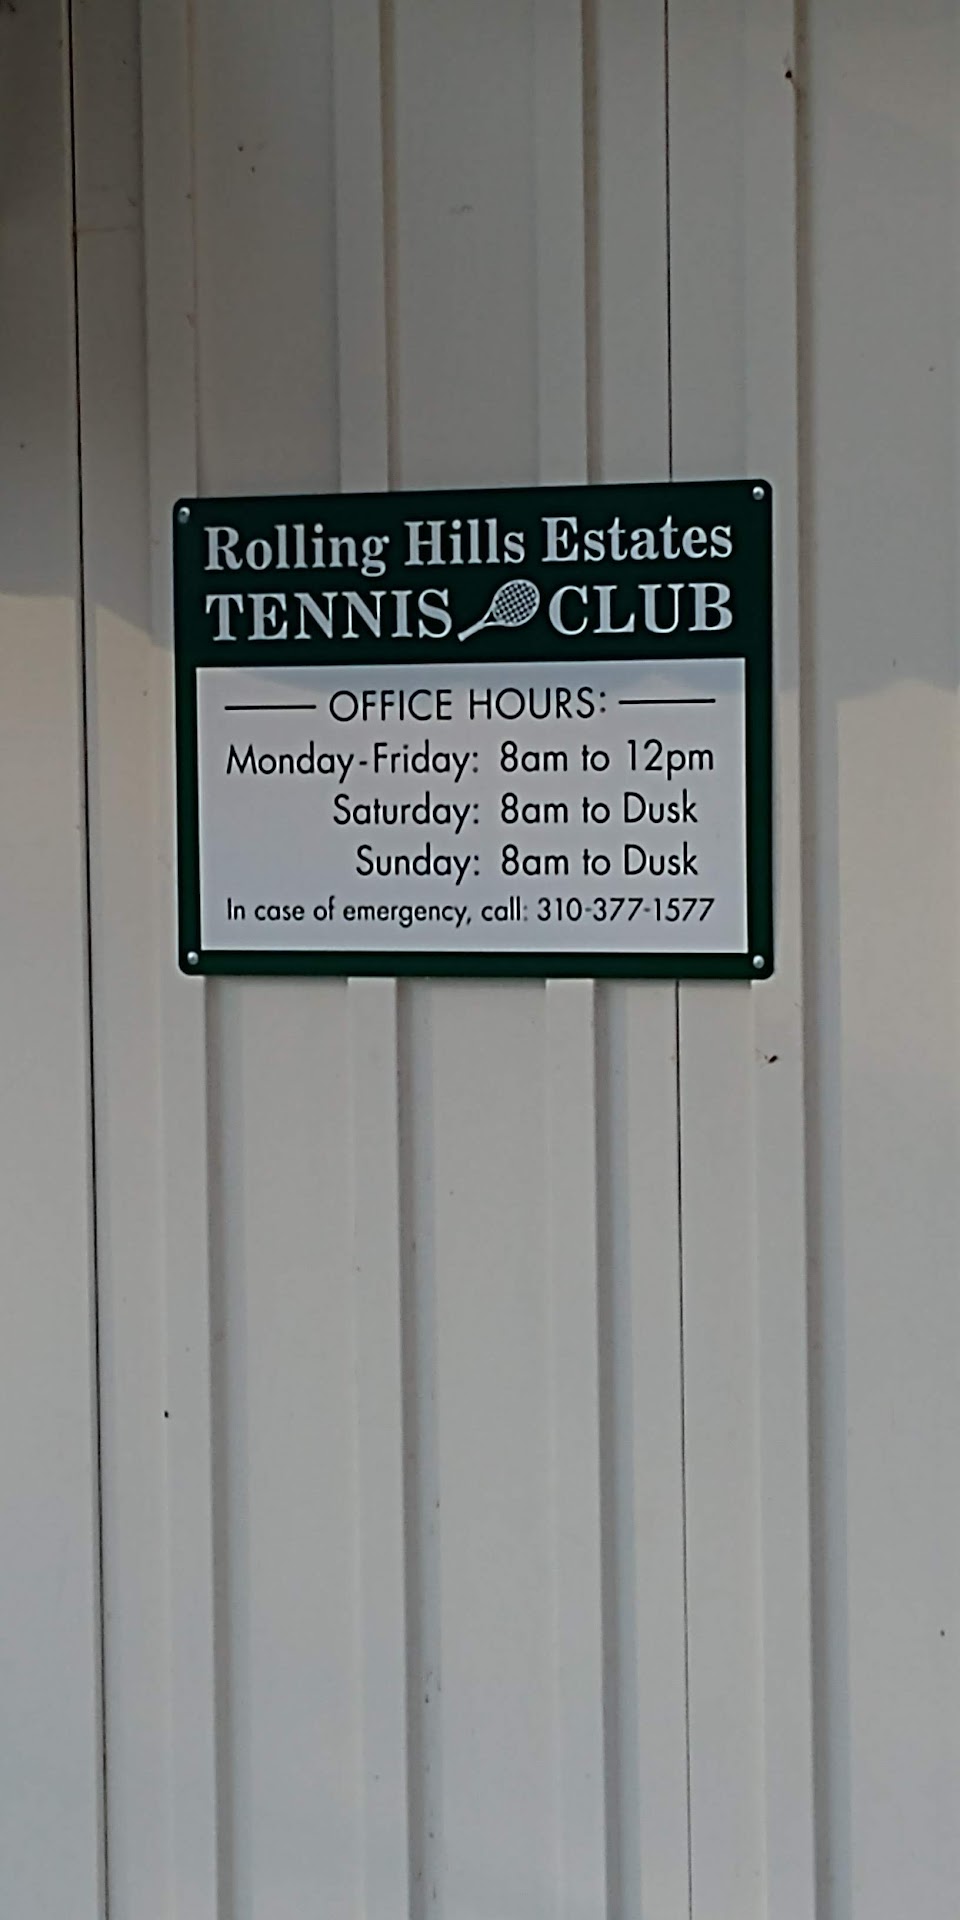 Rolling Hills Estates
TENNIS CLUB
OFFICE HOURS:
Monday-Friday: 8am to 12pm
Saturday: 8am to Dusk
Sunday: 8am to Dusk
In case of emergency, call: 310-377-1577